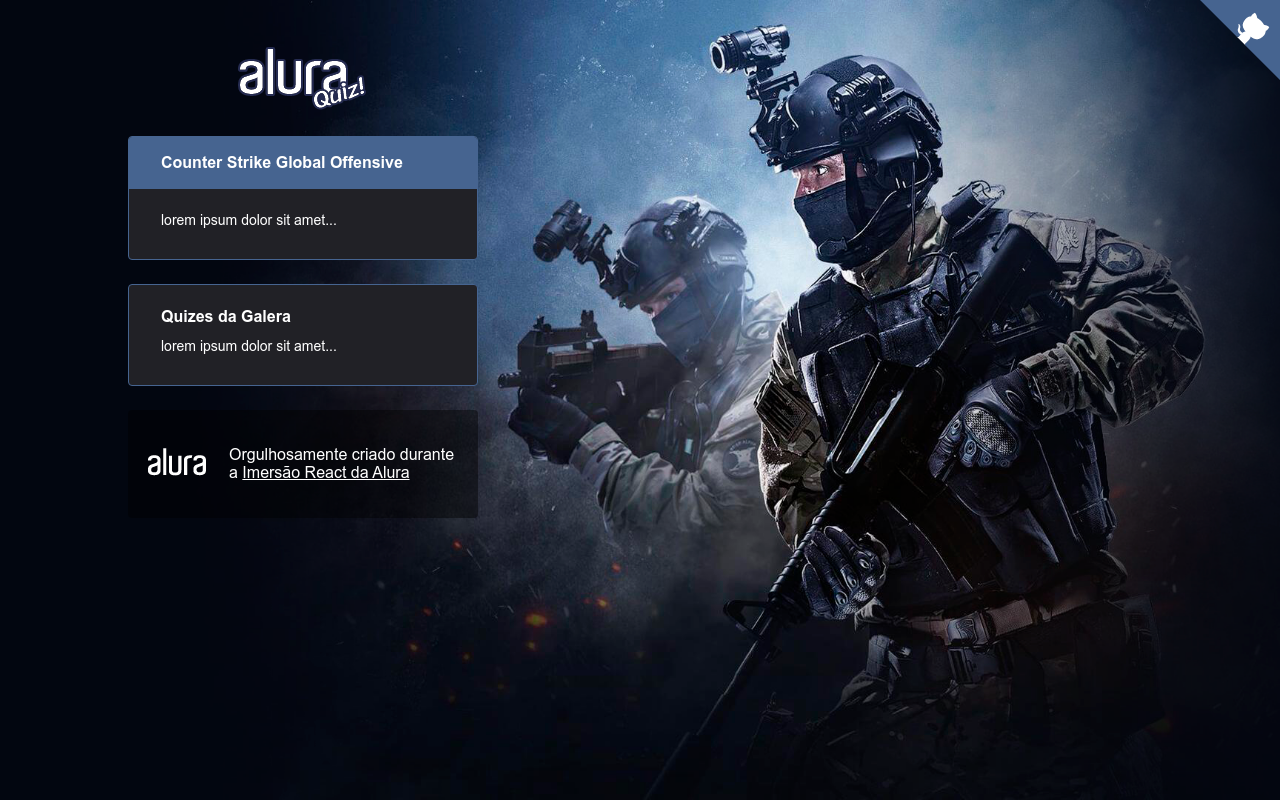 alura
Quiz!
Counter Strike Global Offensive
lorem ipsum dolor sit amet...
Quizes da Galera
lorem ipsum dolor sit amet...
alura
Orgulhosamente criado durante
a Imersão React da Alura